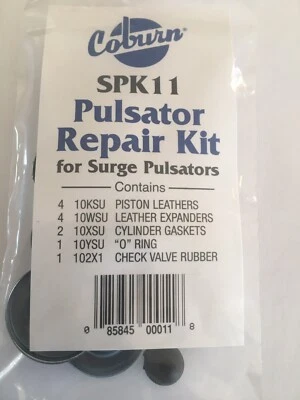 Coburn
SPK11
Pulsator
Repair Kit
for Surge Pulsators
Contains
4 10KSU PISTON LEATHERS
4 10WSU LEATHER EXPANDERS
2 10XSU CYLINDER GASKETS
1 10YSU "O" RING
1 102X1 CHECK VALVE RUBBER
0 85845 00011 8